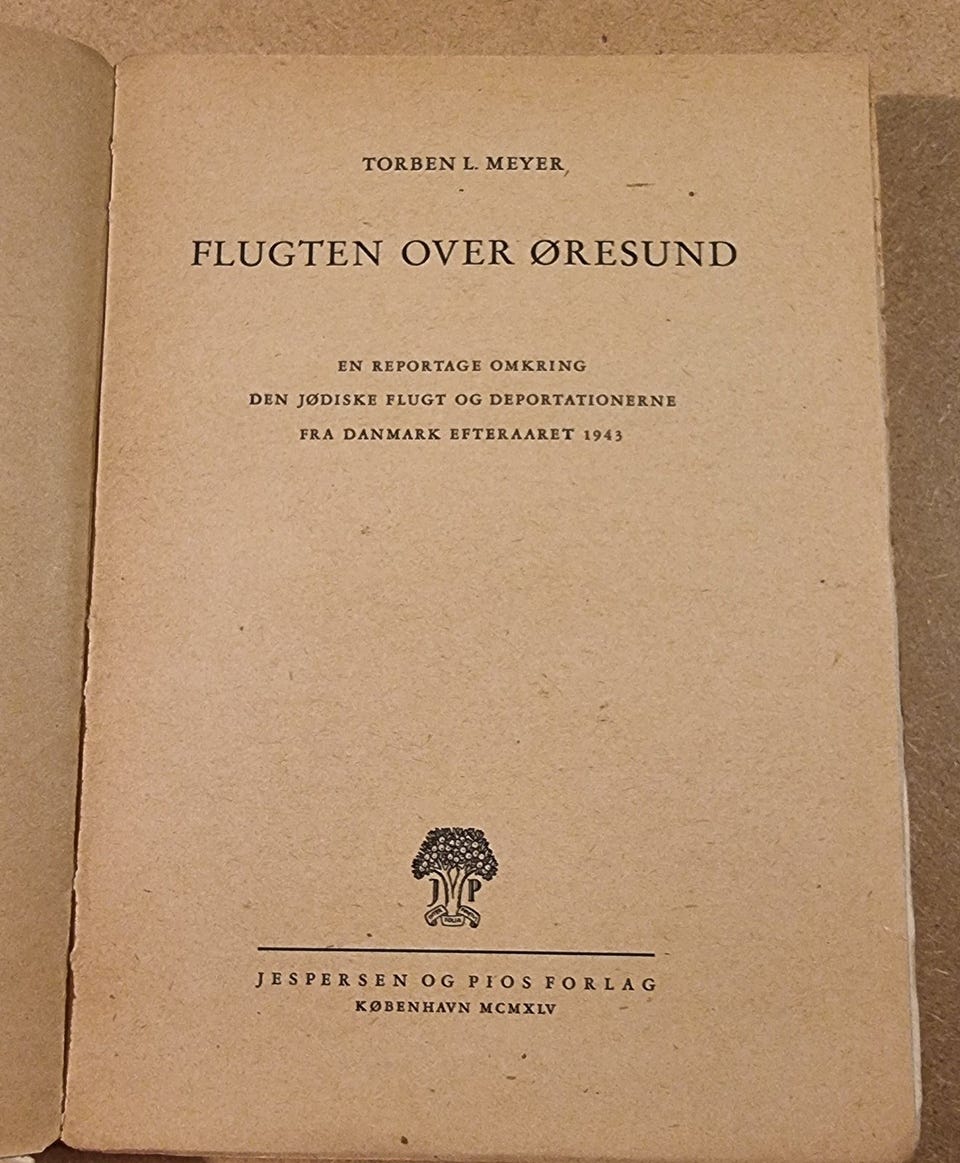 TORBEN L. MEYER
FLUGTEN OVER ØRESUND
EN REPORTAGE OMKRING
DEN JØDISKE FLUGT OG DEPORTATIONERNE
FRA DANMARK EFTERAARET 1943
J P
FOLIA
JESPERSEN OG PIOS FORLAG
KØBENHAVN MCMXLV